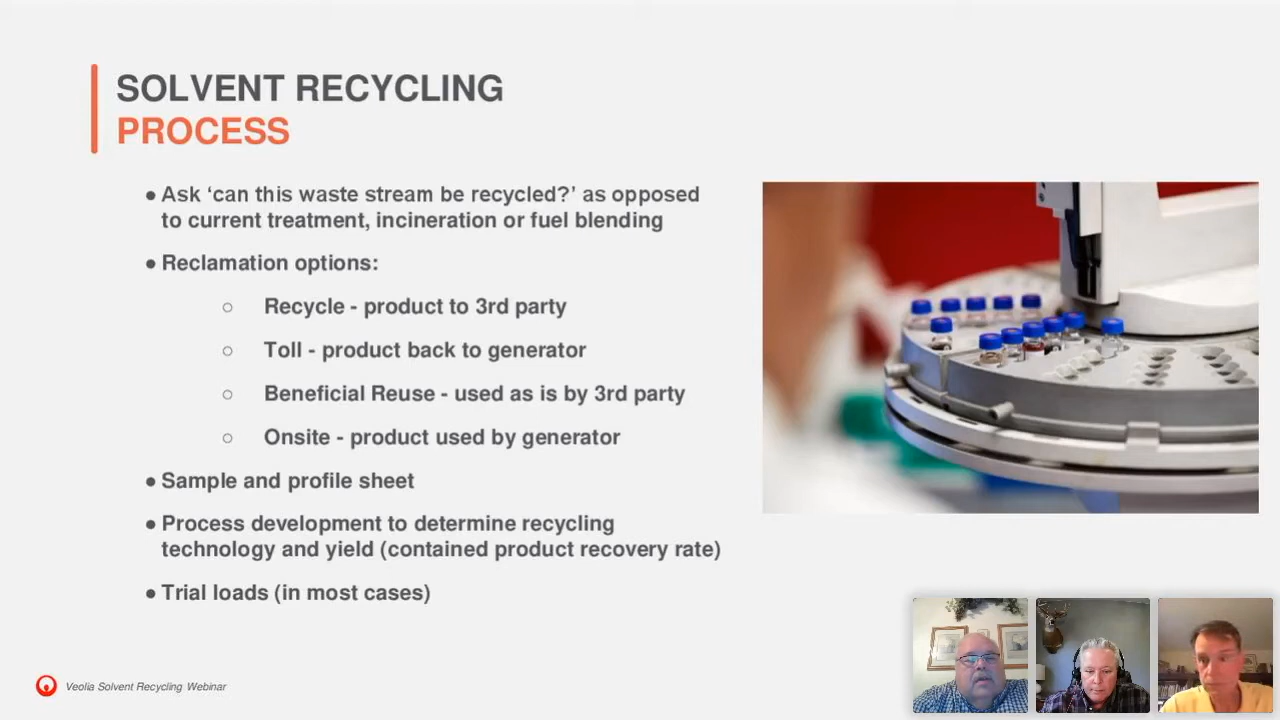 SOLVENT RECYCLING
PROCESS
● Ask ‘can this waste stream be recycled?’ as opposed
to current treatment, incineration or fuel blending
● Reclamation options:
○ Recycle - product to 3rd party
○ Toll - product back to generator
○ Beneficial Reuse - used as is by 3rd party
○ Onsite - product used by generator
● Sample and profile sheet
● Process development to determine recycling
technology and yield (contained product recovery rate)
● Trial loads (in most cases)
Veolia Solvent Recycling Webinar